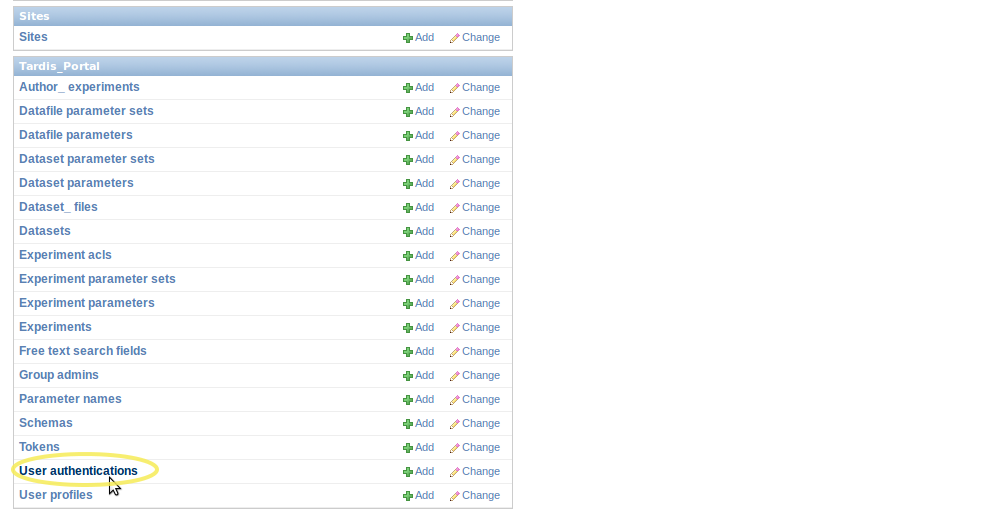 Sites
Sites Add Change
Tardis_Portal
Author_ experiments Add Change
Datafile parameter sets Add Change
Datafile parameters Add Change
Dataset parameter sets Add Change
Dataset parameters Add Change
Dataset_ files Add Change
Datasets Add Change
Experiment acls Add Change
Experiment parameter sets Add Change
Experiment parameters Add Change
Experiments Add Change
Free text search fields Add Change
Group admins Add Change
Parameter names Add Change
Schemas Add Change
Tokens Add Change
User authentications Add Change
User profiles Add Change